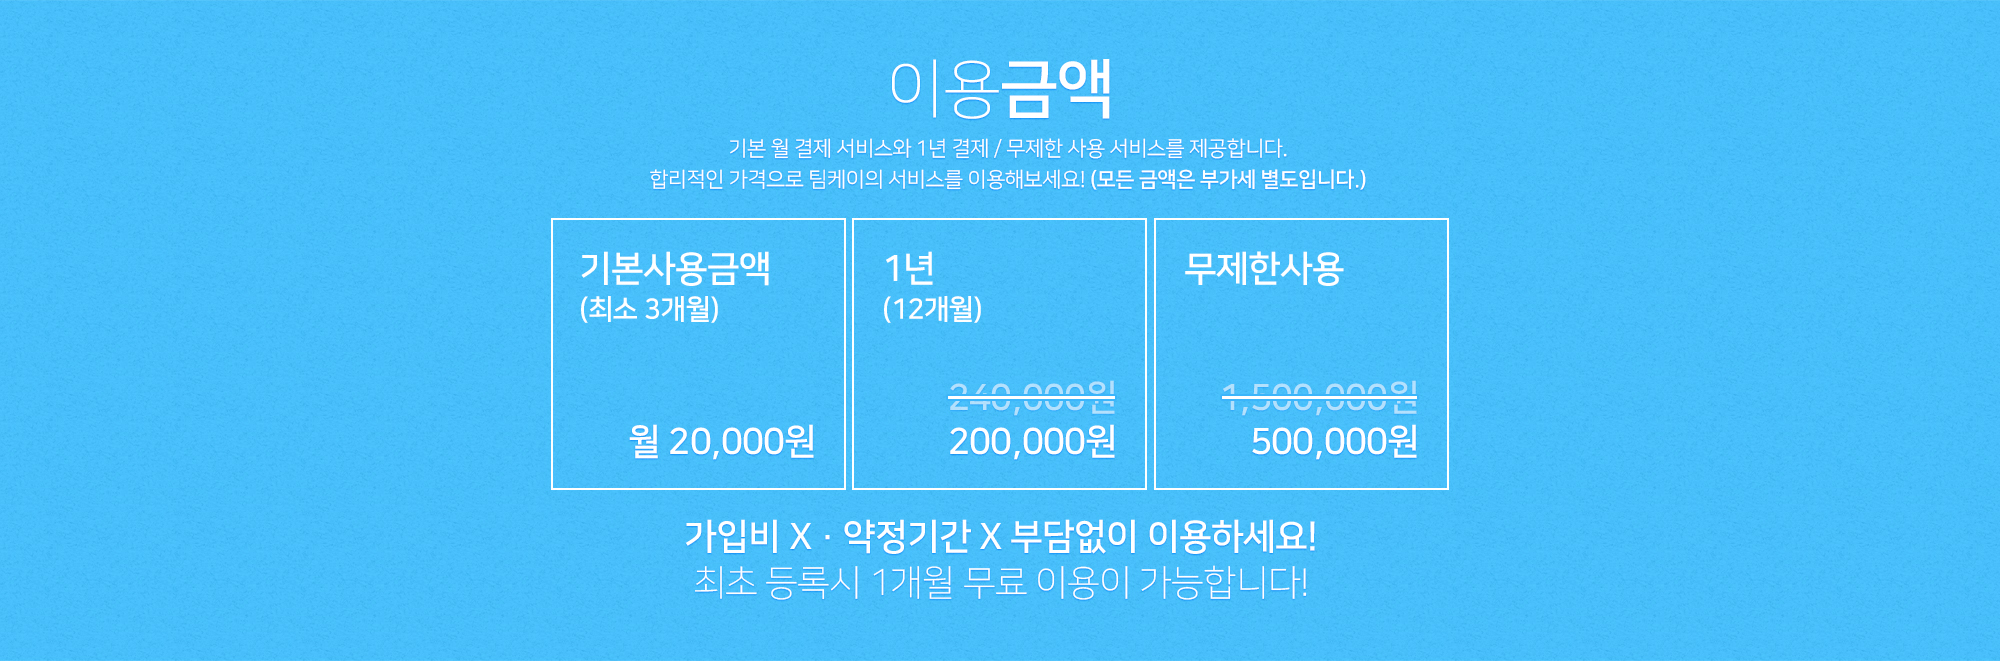 이용금액
기본 월 결제 서비스와 1년 결제 / 무제한 사용 서비스를 제공합니다.
합리적인 가격으로 팀케이의 서비스를 이용해보세요! (모든 금액은 부가세 별도입니다.)
기본사용금액
(최소 3개월)
월 20,000원
1년
(12개월)
240,000원
200,000원
무제한사용
1,500,000원
500,000원
가입비 X · 약정기간 X 부담없이 이용하세요!
최초 등록시 1개월 무료 이용이 가능합니다!